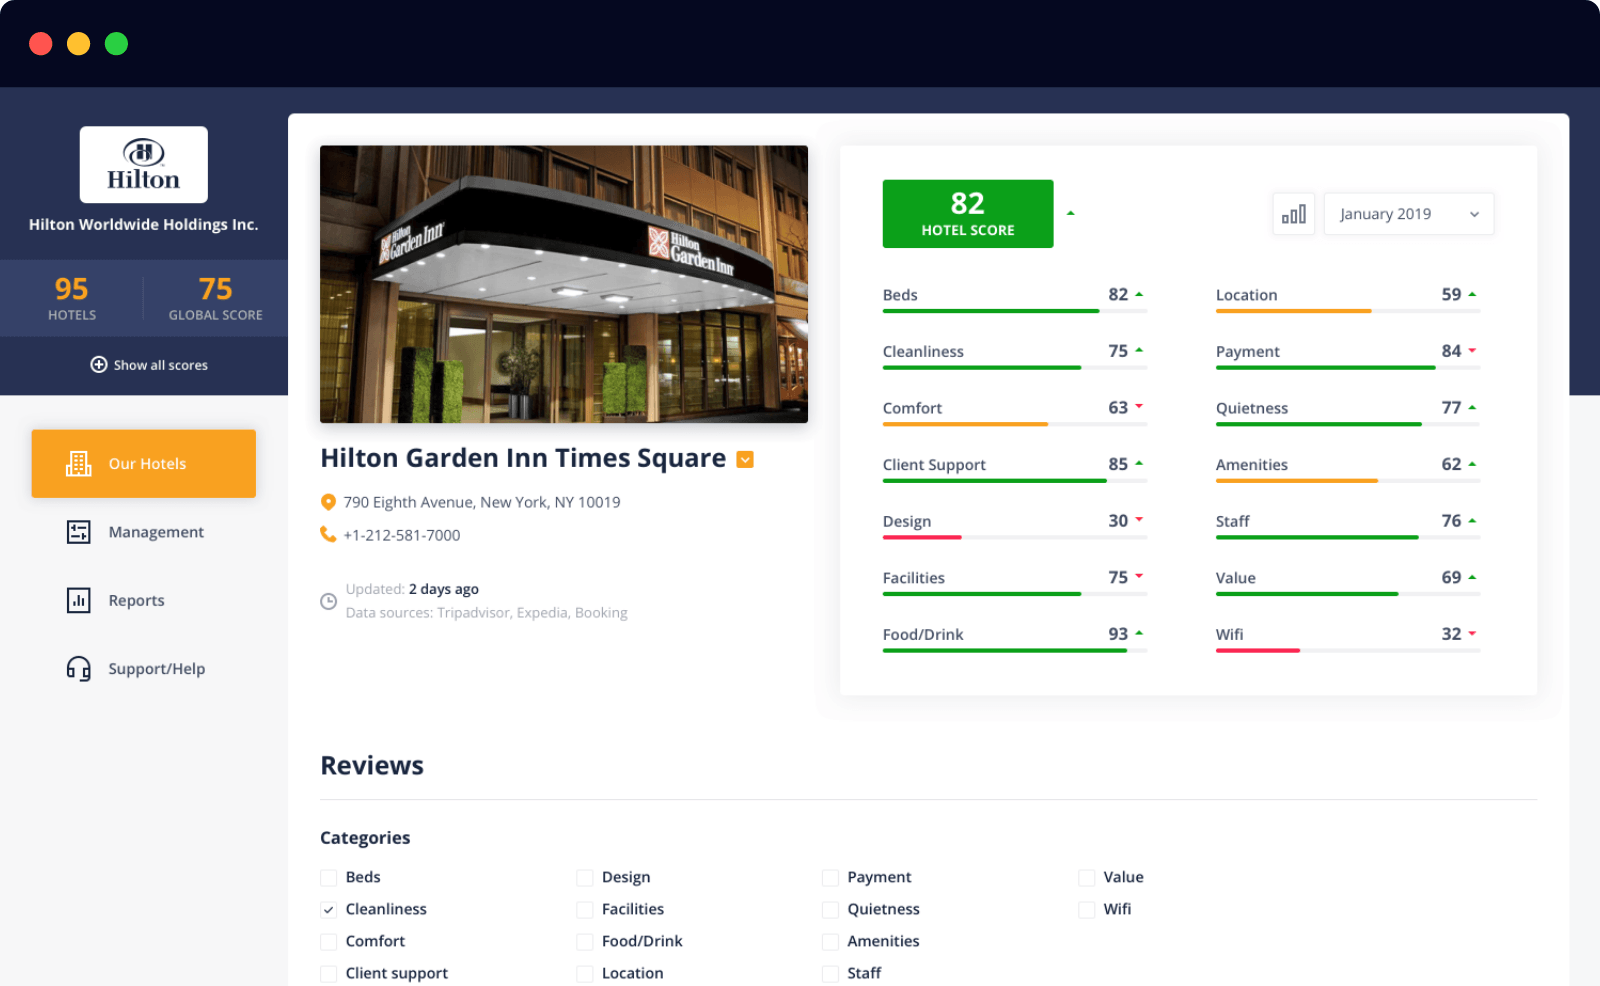 Hilton
Hilton Worldwide Holdings Inc.
95
HOTELS
75
GLOBAL SCORE
Show all scores
Our Hotels
Management
Reports
Support/Help
Hilton
Garden Inn
Hilton
Garden Inn
Hilton Garden Inn Times Square
790 Eighth Avenue, New York, NY 10019
+1-212-581-7000
Updated: 2 days ago
Data sources: Tripadvisor, Expedia, Booking
82
HOTEL SCORE
January 2019
Beds 82
Cleanliness 75
Comfort 63
Client Support 85
Design 30
Facilities 75
Food/Drink 93
Location 59
Payment 84
Quietness 77
Amenities 62
Staff 76
Value 69
Wifi 32
Reviews
Categories
Beds
Cleanliness
Comfort
Client support
Design
Facilities
Food/Drink
Location
Payment
Quietness
Amenities
Staff
Value
Wifi